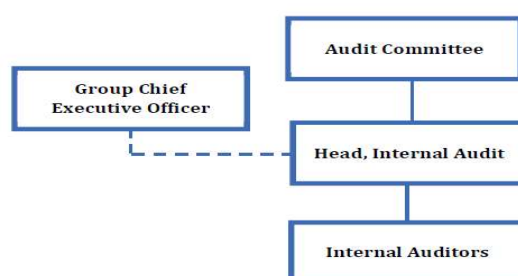 Audit Committee
Group Chief
Executive Officer
Head, Internal Audit
Internal Auditors